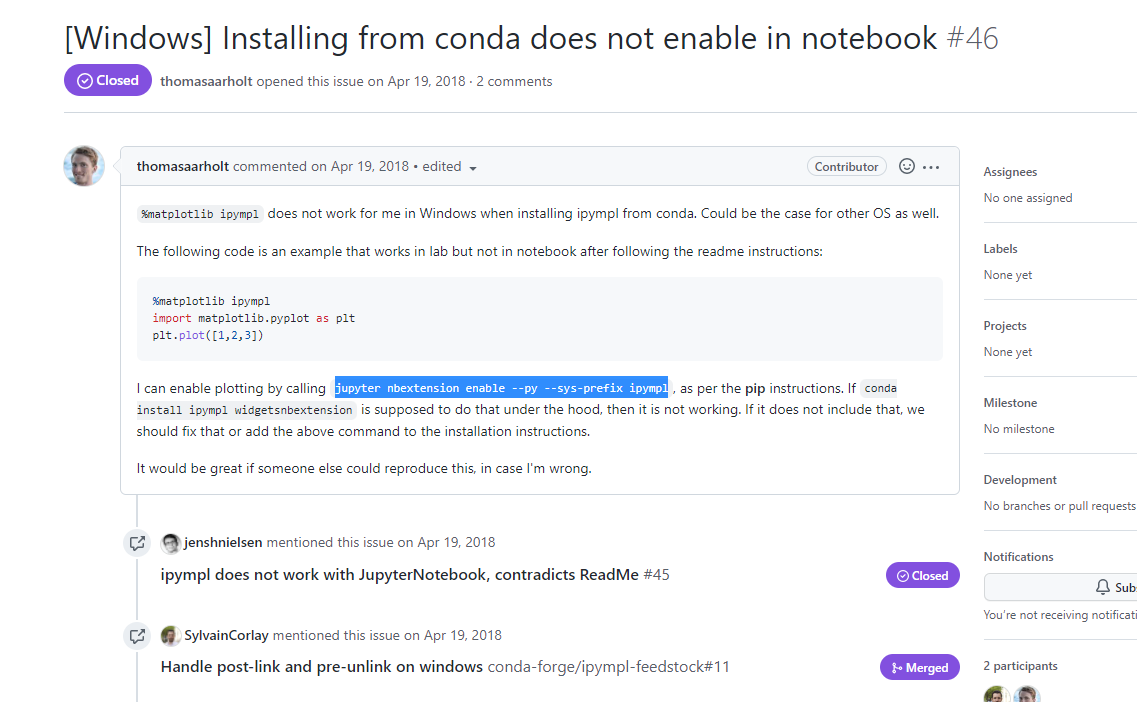 [Windows] Installing from conda does not enable in notebook #46
Closed
thomasaarholt opened this issue on Apr 19, 2018 · 2 comments
thomasaarholt commented on Apr 19, 2018 • edited
Contributor
%matplotlib ipympl does not work for me in Windows when installing ipympl from conda. Could be the case for other OS as well.
The following code is an example that works in lab but not in notebook after following the readme instructions:
%matplotlib ipympl
import matplotlib.pyplot as plt
plt.plot([1,2,3])
I can enable plotting by calling jupyter nbextension enable --py --sys-prefix ipympl, as per the pip instructions. If conda
install ipympl widgetsnbextension is supposed to do that under the hood, then it is not working. If it does not include that, we
should fix that or add the above command to the installation instructions.
It would be great if someone else could reproduce this, in case I'm wrong.
jenshnielsen mentioned this issue on Apr 19, 2018
ipympl does not work with JupyterNotebook, contradicts ReadMe #45
Closed
SylvainCorlay mentioned this issue on Apr 19, 2018
Handle post-link and pre-unlink on windows conda-forge/ipympl-feedstock#11
Merged
Assignees
No one assigned
Labels
None yet
Projects
None yet
Milestone
No milestone
Development
No branches or pull requests
Notifications
Subs
You're not receiving notificati
2 participants